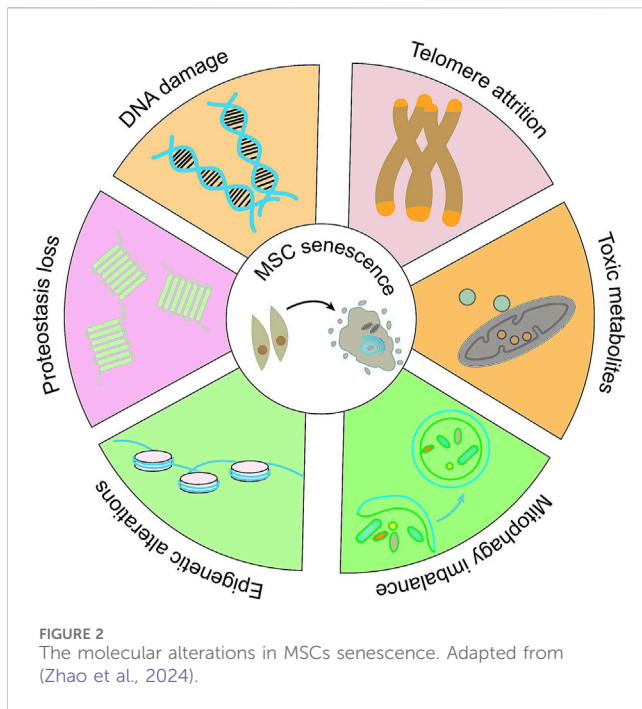 DNA damage
Telomere attrition
Proteostasis loss
MSC senescence
Toxic metabolites
Epigenetic alterations
Mitophagy imbalance
FIGURE 2
The molecular alterations in MSCs senescence. Adapted from
(Zhao et al., 2024).